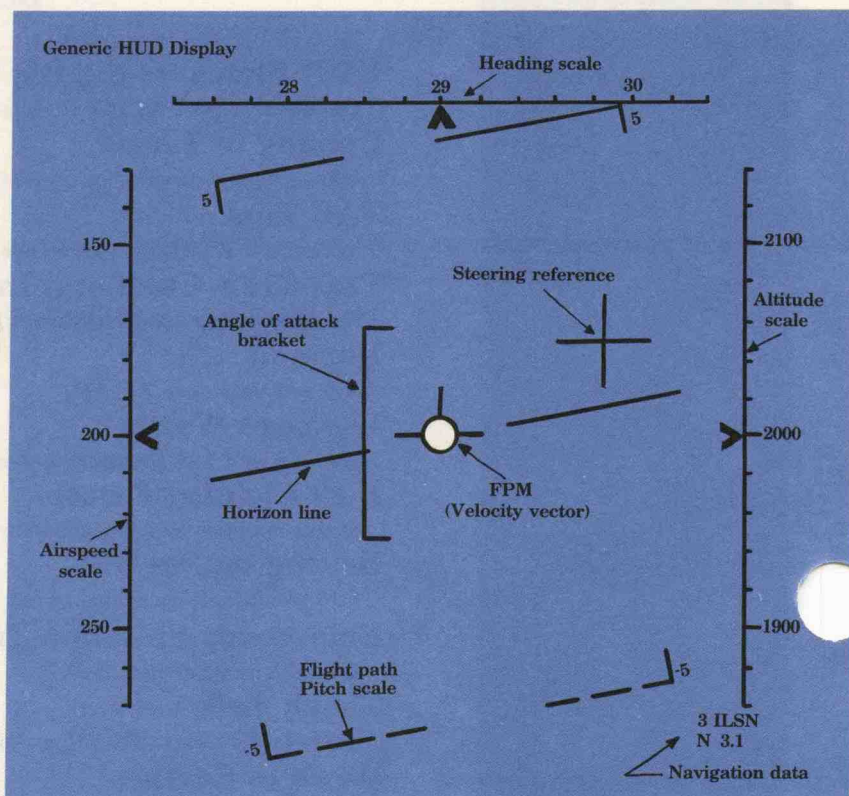 Generic HUD Display
Heading scale
28 29 30
5
5
150
2100
Steering reference
Angle of attack
bracket
Altitude
scale
200
2000
FPM
(Velocity vector)
Horizon line
Airspeed
scale
250
1900
Flight path
Pitch scale
-5
-5
3 ILSN
N 3.1
Navigation data